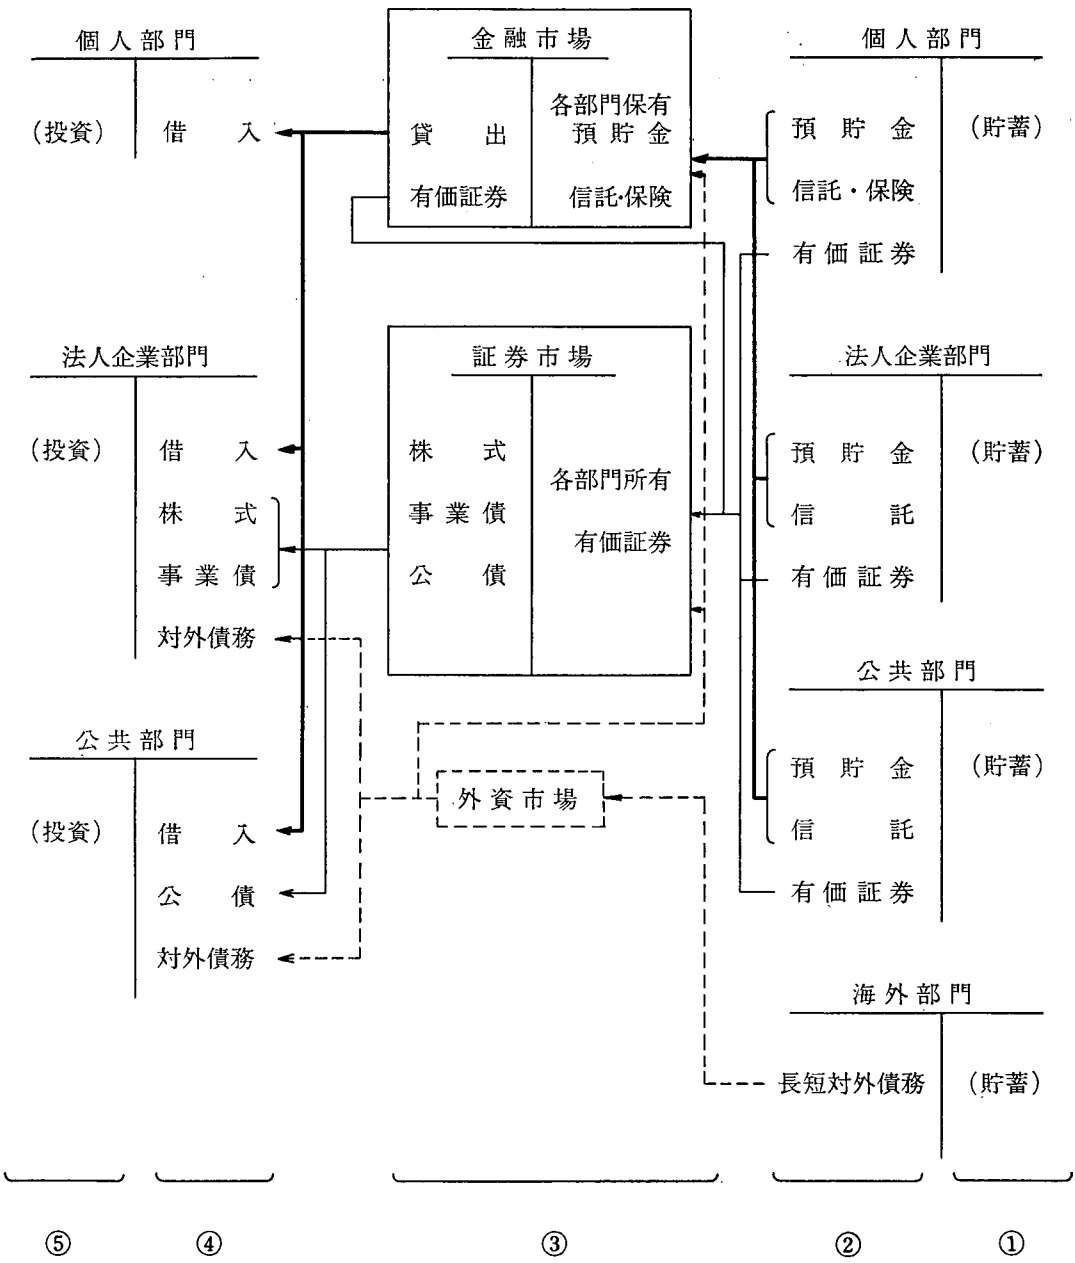 個人部門
(投資)
借入
法人企業部門
(投資)
借入
株式
事業債
対外債務
公共部門
(投資)
借入
公債
対外債務
金融市場
貸出
有価証券
各部門保有
預貯金
信託・保険
証券市場
株式
事業債
公債
各部門所有
有価証券
外資市場
個人部門
預貯金
信託・保険
有価証券
(貯蓄)
法人企業部門
預貯金
信託
有価証券
(貯蓄)
公共部門
預貯金
信託
有価証券
(貯蓄)
海外部門
長短対外債務
(貯蓄)
⑤ ④ ③ ② ①